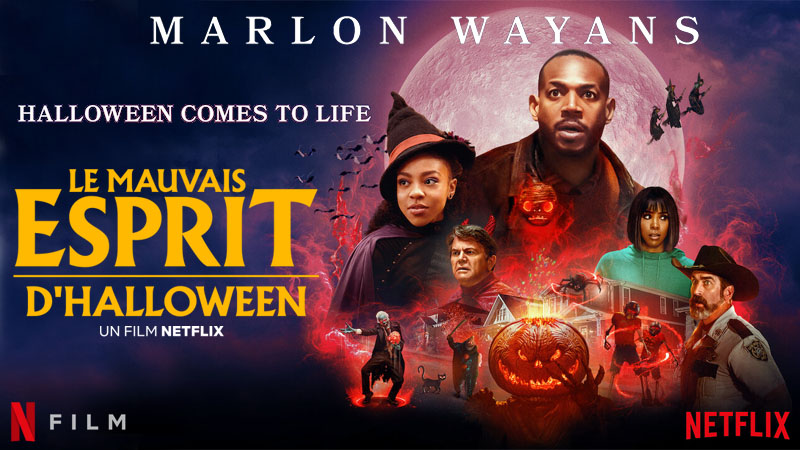 MARLON WAYANS
HALLOWEEN COMES TO LIFE
LE MAUVAIS
ESPRIT
D'HALLOWEEN
UN FILM NETFLIX
N FILM
NETFLIX